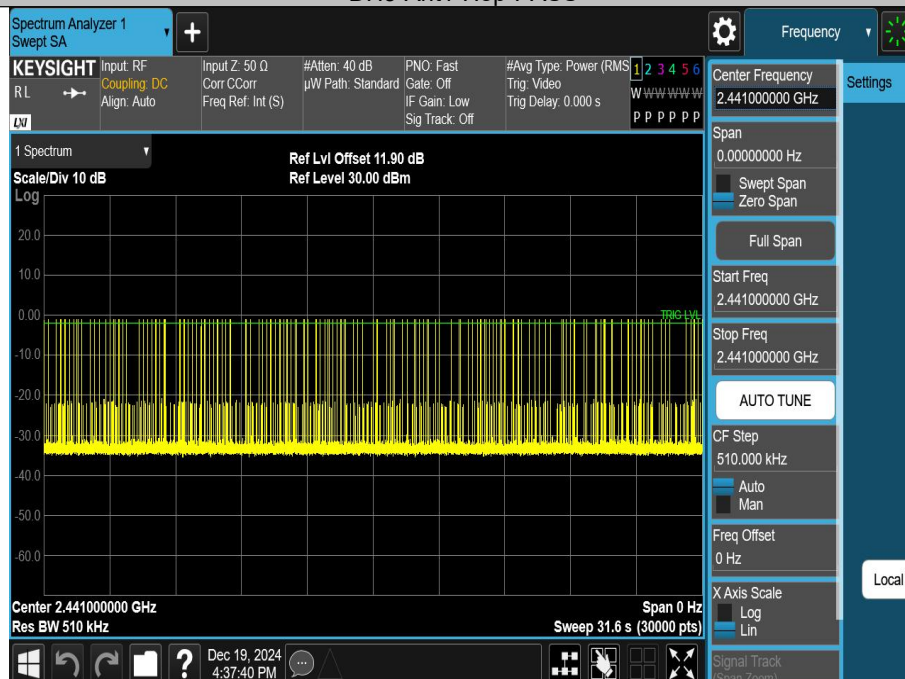 Spectrum Analyzer 1
Swept SA
Frequency
KEYSIGHT
RL
LXI
Input: RF
Coupling: DC
Align: Auto
Input Z: 50 Ω
Corr CCorr
Freq Ref: Int (S)
#Atten: 40 dB
µW Path: Standard
PNO: Fast
Gate: Off
IF Gain: Low
Sig Track: Off
#Avg Type: Power (RMS
Trig: Video
Trig Delay: 0.000 s
1 2 3 4 5 6
W W W W W W
P P P P P P
1 Spectrum
Scale/Div 10 dB
Ref Lvl Offset 11.90 dB
Ref Level 30.00 dBm
Log
20.0
10.0
0.00
TRIG LVL
-10.0
-20.0
-30.0
-40.0
-50.0
-60.0
Center 2.441000000 GHz
Res BW 510 kHz
Span 0 Hz
Sweep 31.6 s (30000 pts)
Dec 19, 2024
4:37:40 PM
Center Frequency
2.441000000 GHz
Settings
Span
0.00000000 Hz
Swept Span
Zero Span
Full Span
Start Freq
2.441000000 GHz
Stop Freq
2.441000000 GHz
AUTO TUNE
CF Step
510.000 kHz
Auto
Man
Freq Offset
0 Hz
Local
X Axis Scale
Log
Lin
Signal Track
(Span Zoom)